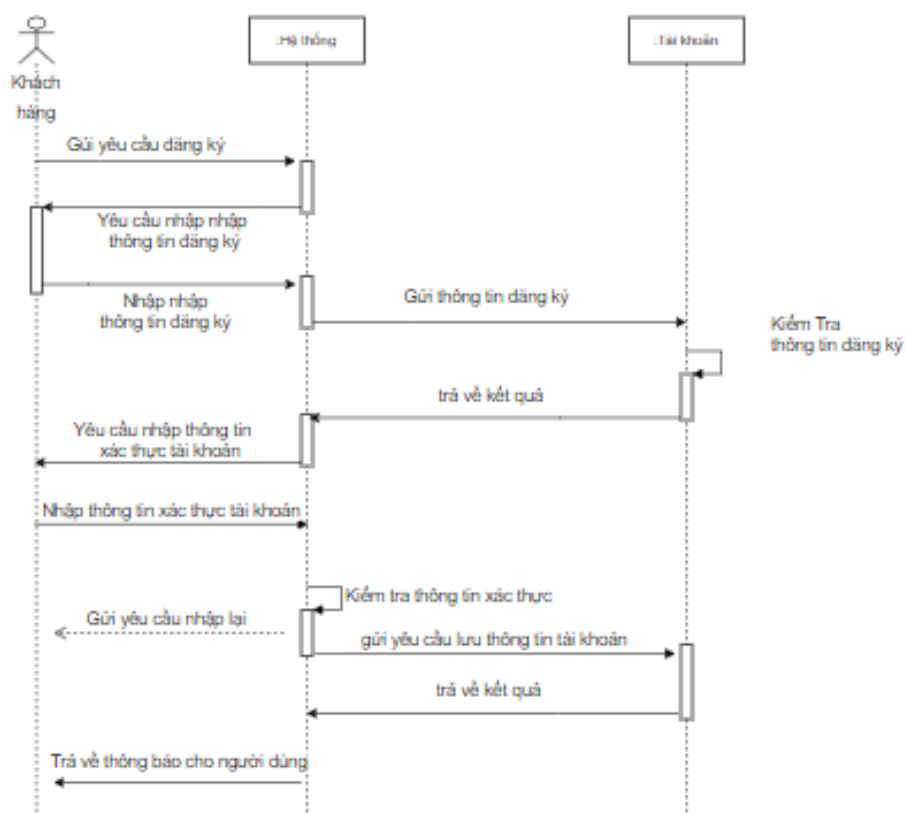 :Hệ thống
:Tài khoản
Khách
hàng
Gửi yêu cầu đăng ký
Yêu cầu nhập nhập
thông tin đăng ký
Nhập nhập
thông tin đăng ký
Gửi thông tin đăng ký
Kiểm Tra
thông tin đăng ký
trả về kết quả
Yêu cầu nhập thông tin
xác thực tài khoản
Nhập thông tin xác thực tài khoản
Kiểm tra thông tin xác thực
Gửi yêu cầu nhập lại
gửi yêu cầu lưu thông tin tài khoản
trả về kết quả
Trả về thông báo cho người dùng